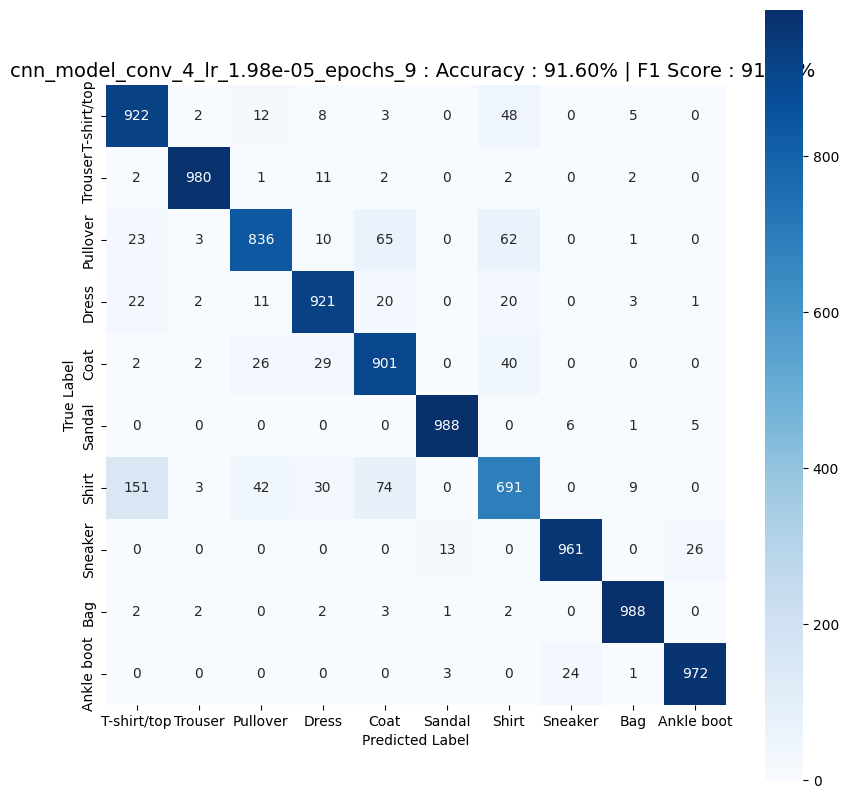 cnn_model_conv_4_lr_1.98e-05_epochs_9 : Accuracy : 91.60% | F1 Score : 91
T-shirt/top 922 2 12 8 3 0 48 0 5 0
Trouser 2 980 1 11 2 0 2 0 2 0
Pullover 23 3 836 10 65 0 62 0 1 0
Dress 22 2 11 921 20 0 20 0 3 1
Coat 2 2 26 29 901 0 40 0 0 0
Sandal 0 0 0 0 0 988 0 6 1 5
Shirt 151 3 42 30 74 0 691 0 9 0
Sneaker 0 0 0 0 0 13 0 961 0 26
Bag 2 2 0 2 3 1 2 0 988 0
Ankle boot 0 0 0 0 0 3 0 24 1 972
True Label
T-shirt/top Trouser Pullover Dress Coat Sandal Shirt Sneaker Bag Ankle boot
Predicted Label
800
600
400
200
0